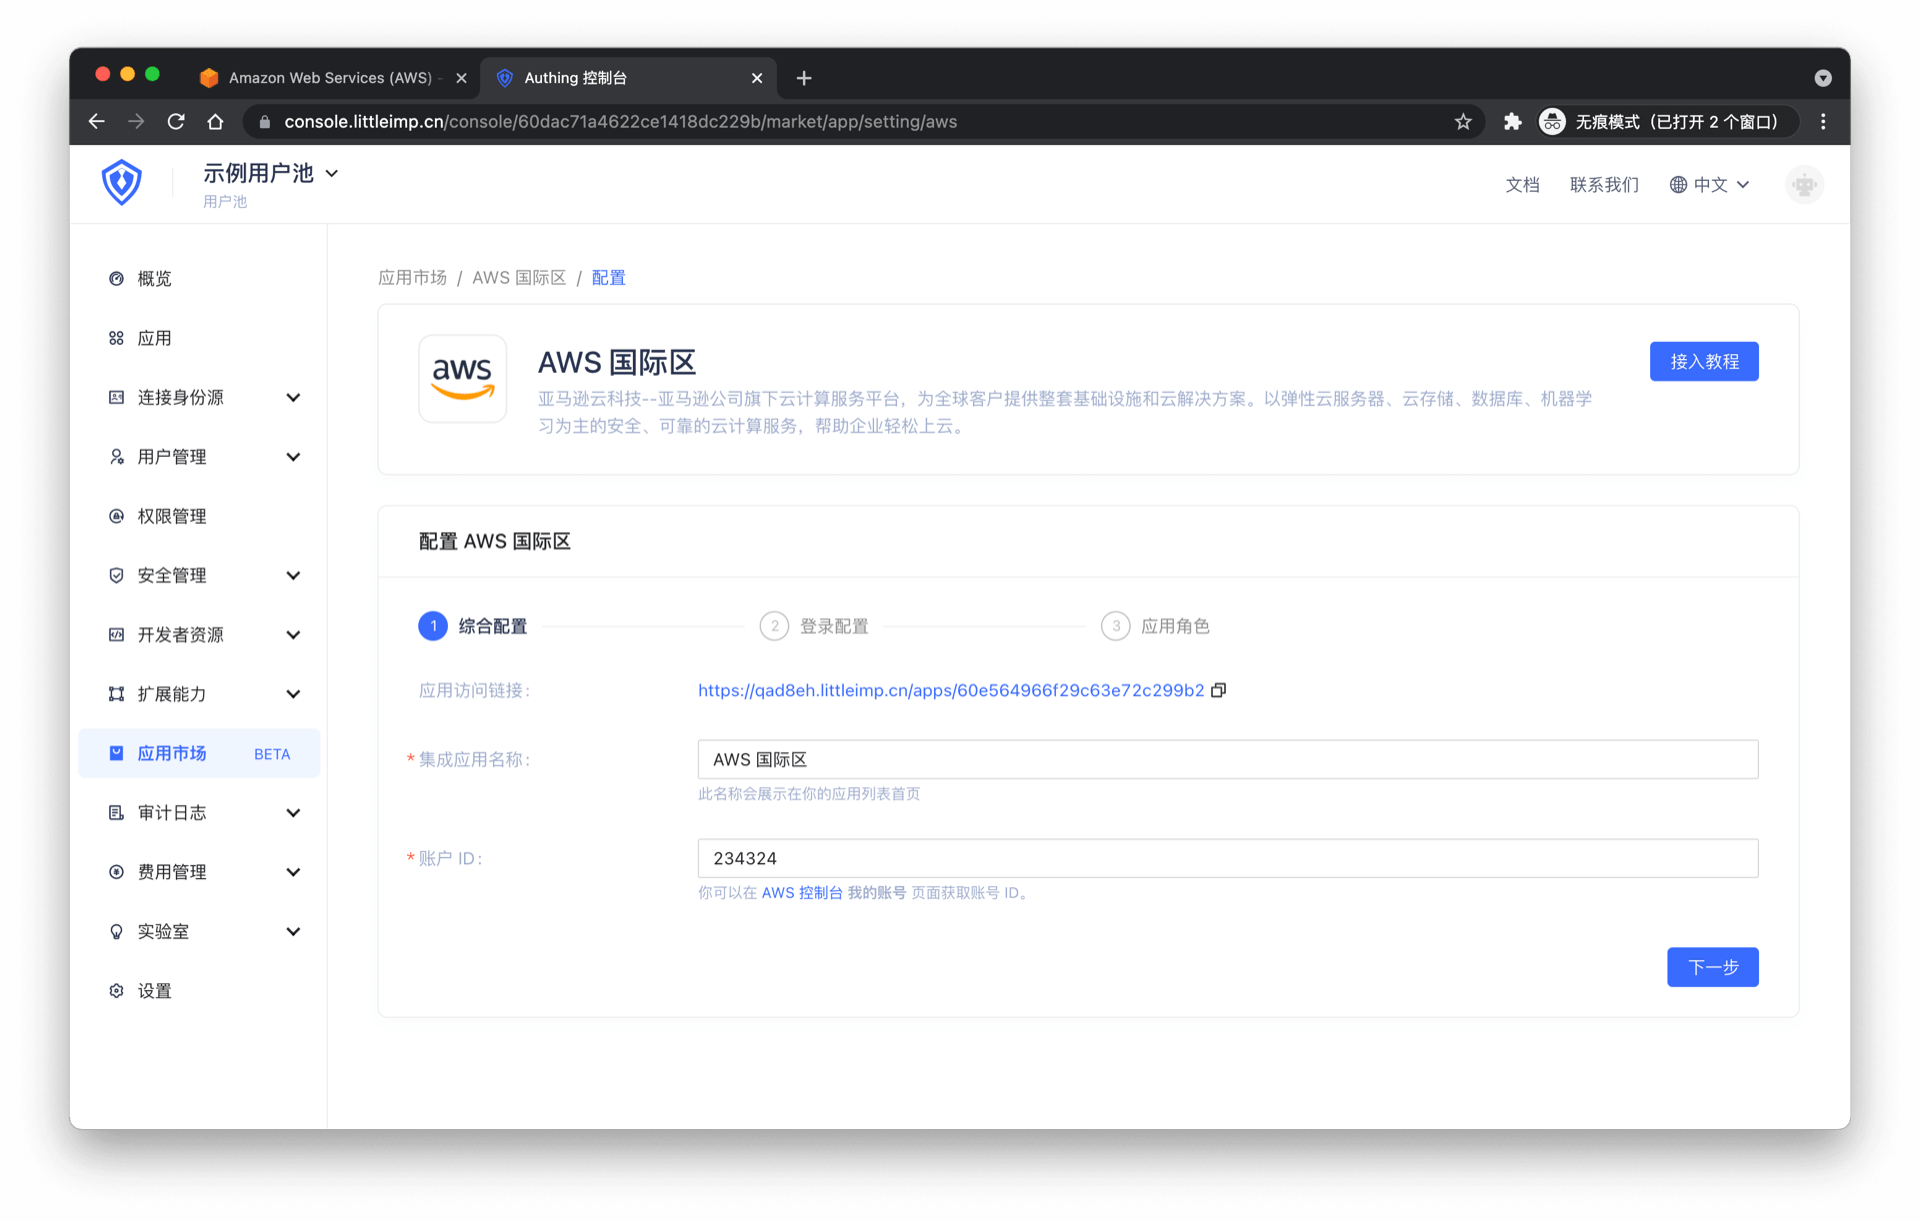 Amazon Web Services (AWS) -
Authing 控制台
console.littleimp.cn/console/60dac71a4622ce1418dc229b/market/app/setting/aws
无痕模式（已打开 2 个窗口）
示例用户池
用户池
文档
联系我们
中文
概览
应用
连接身份源
用户管理
权限管理
安全管理
开发者资源
扩展能力
应用市场 BETA
审计日志
费用管理
实验室
设置
应用市场 / AWS 国际区 / 配置
aws
AWS 国际区
接入教程
亚马逊云科技--亚马逊公司旗下云计算服务平台，为全球客户提供整套基础设施和云解决方案。以弹性云服务器、云存储、数据库、机器学
习为主的安全、可靠的云计算服务，帮助企业轻松上云。
配置 AWS 国际区
1 综合配置
2 登录配置
3 应用角色
应用访问链接:
https://qad8eh.littleimp.cn/apps/60e564966f29c63e72c299b2
* 集成应用名称:
AWS 国际区
此名称会展示在你的应用列表首页
* 账户 ID:
234324
你可以在 AWS 控制台 我的账号 页面获取账号 ID。
下一步